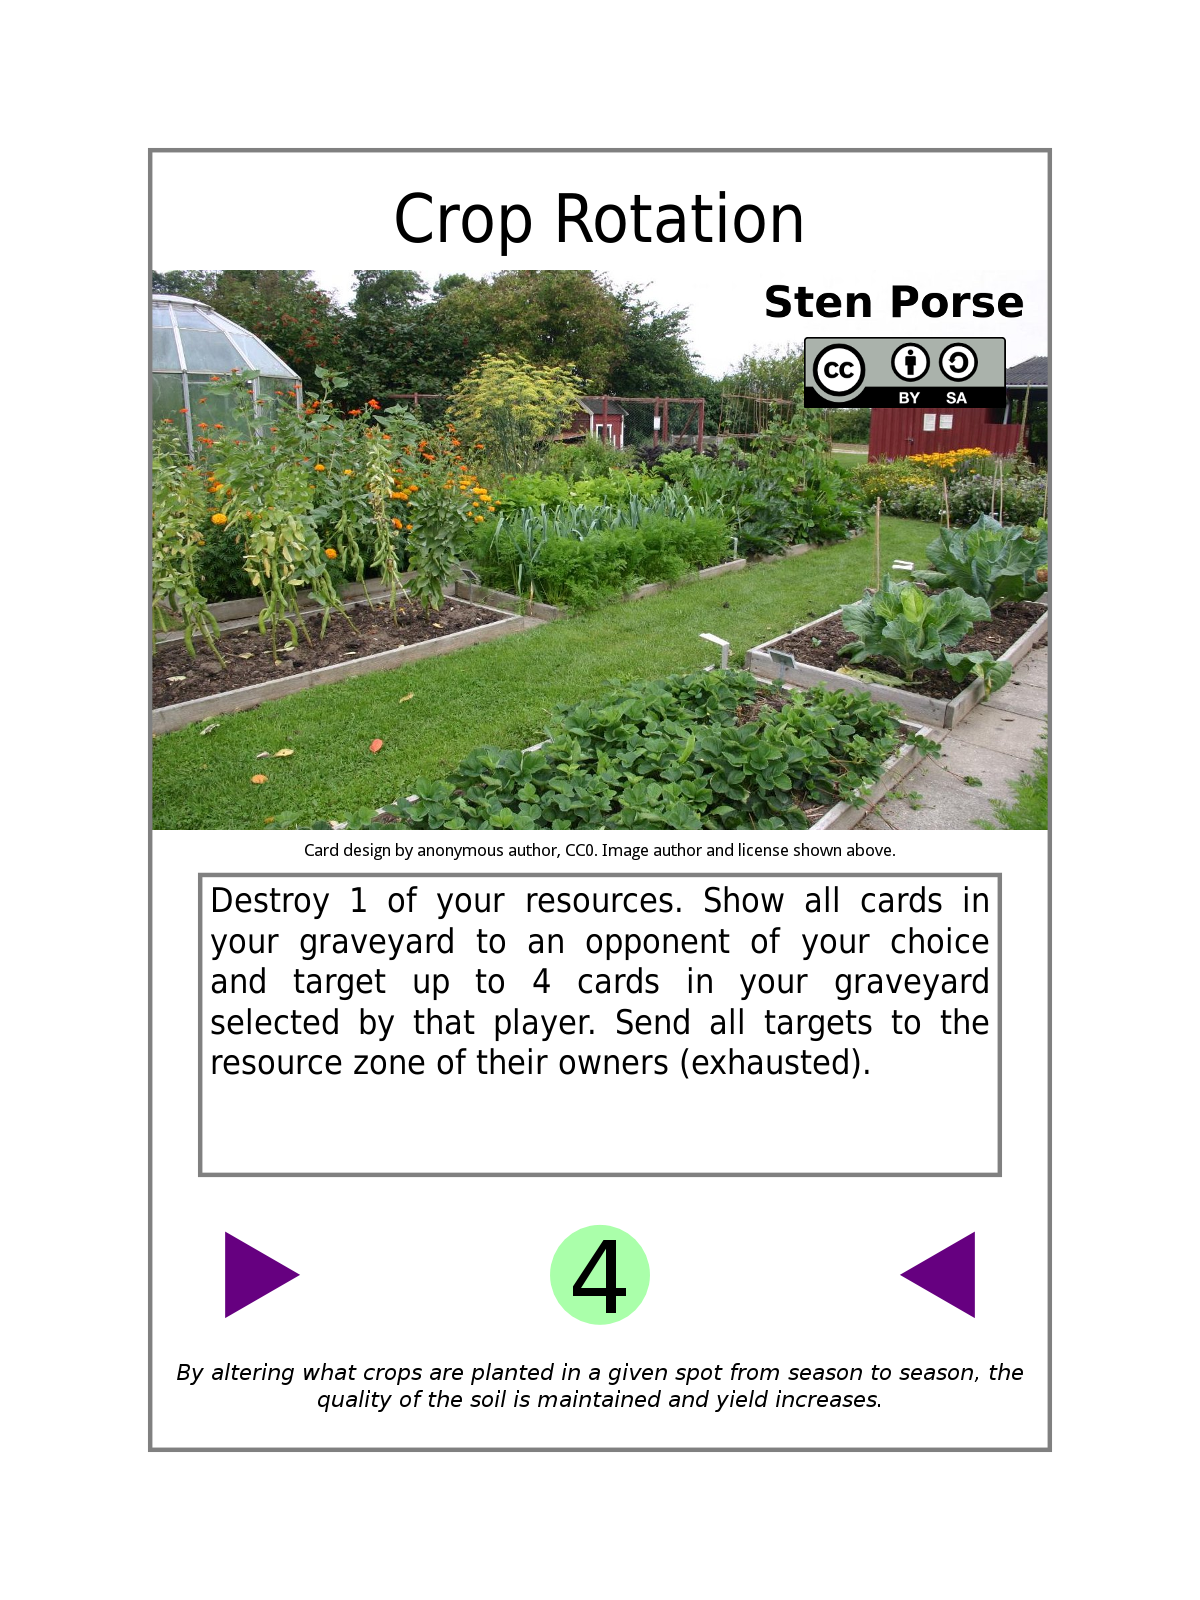 Crop Rotation
Sten Porse
CC
BY SA
Card design by anonymous author, CC0. Image author and license shown above.
Destroy 1 of your resources. Show all cards in
your graveyard to an opponent of your choice
and target up to 4 cards in your graveyard
selected by that player. Send all targets to the
resource zone of their owners (exhausted).
4
By altering what crops are planted in a given spot from season to season, the
quality of the soil is maintained and yield increases.